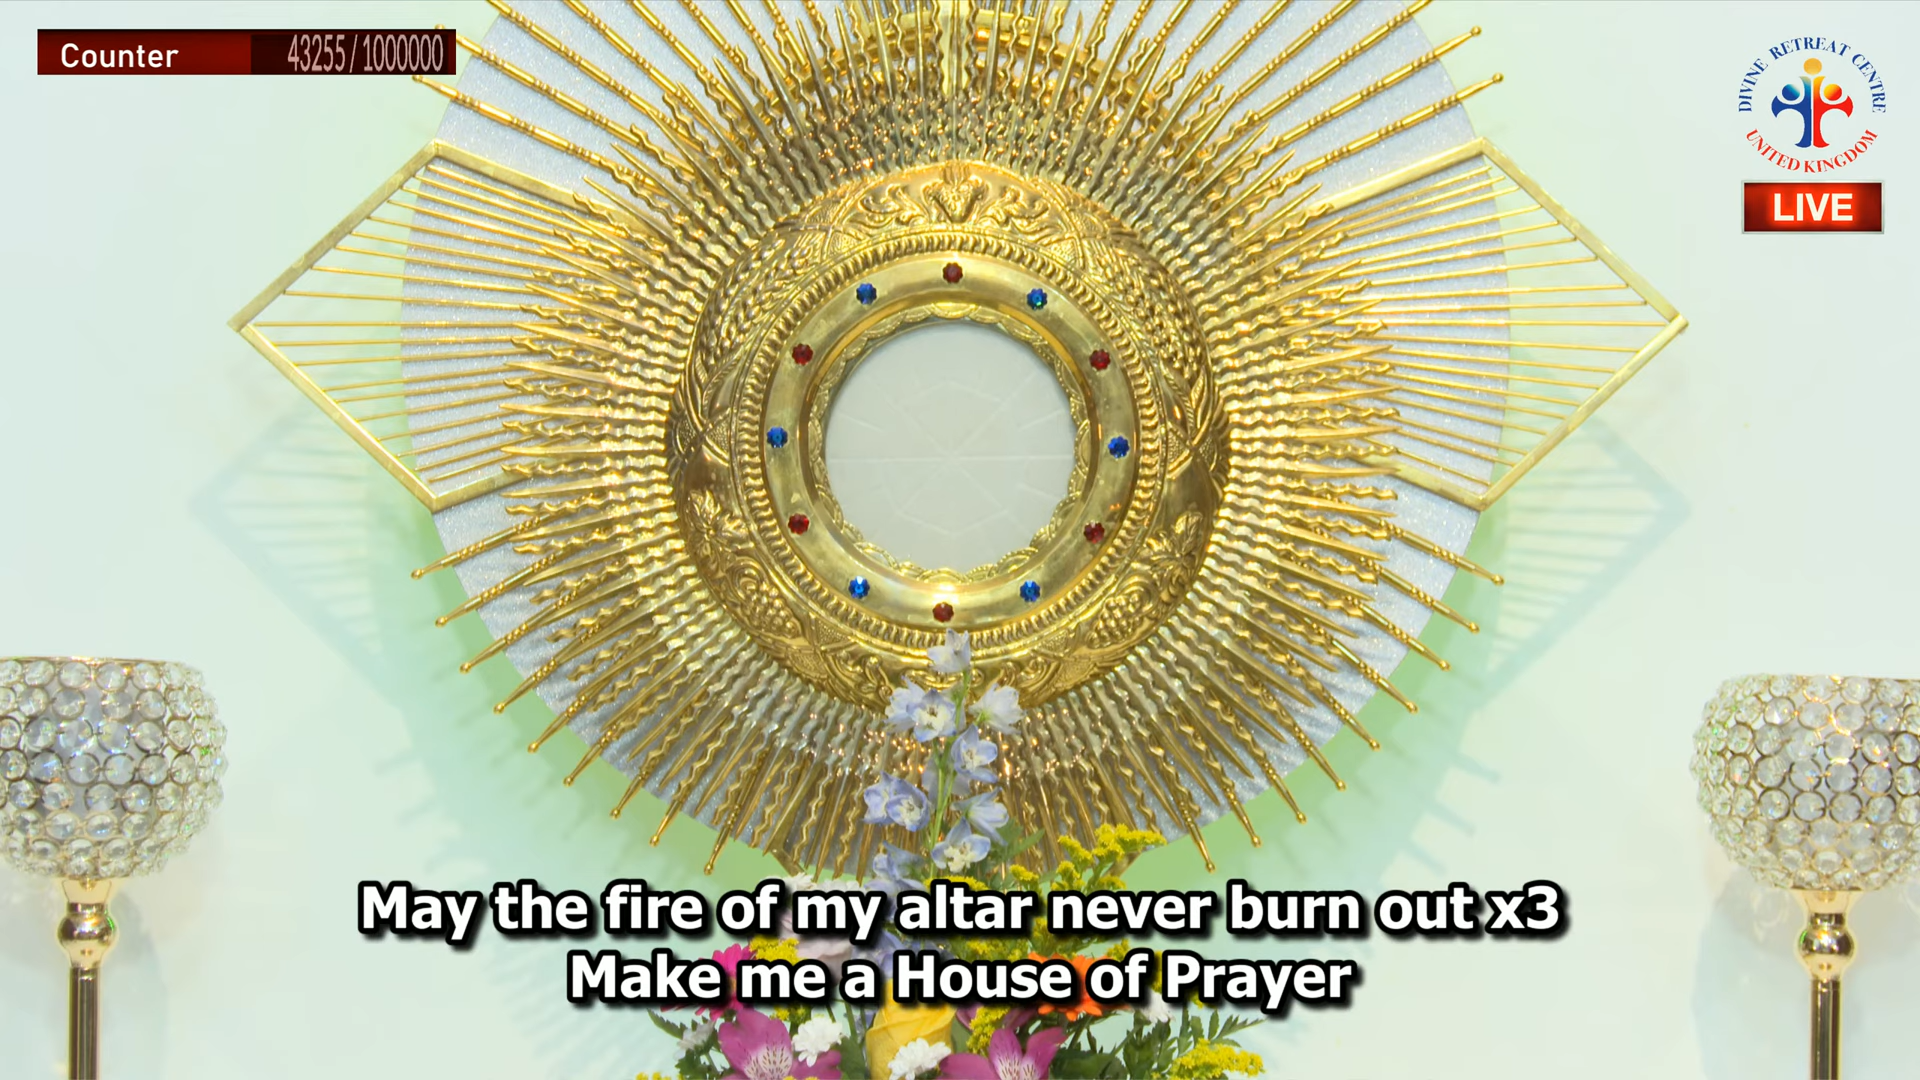 Counter 43255/1000000
DIVINE RETREAT CENTRE
UNITED KINGDOM
LIVE
May the fire of my altar never burn out x3
Make me a House of Prayer